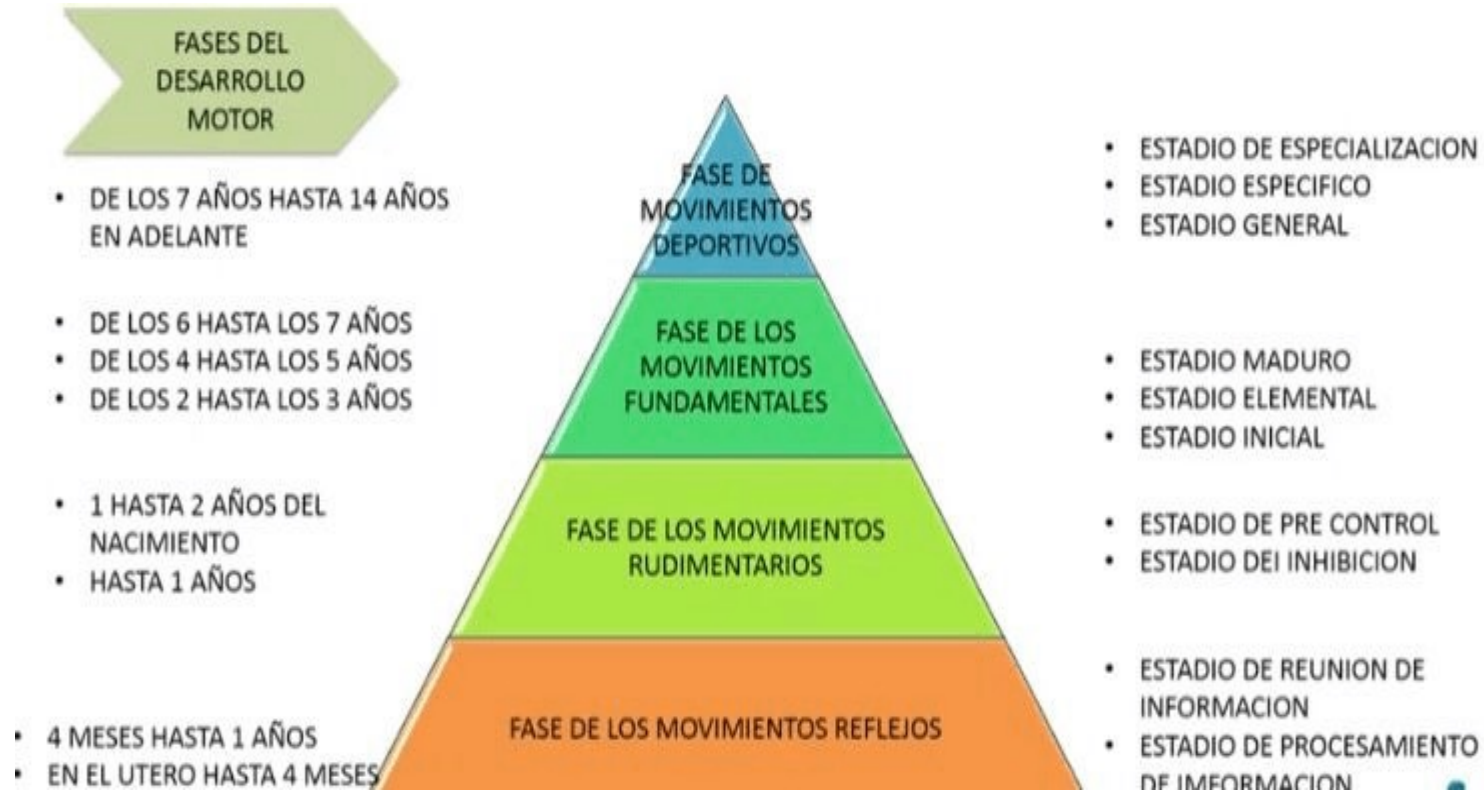 FASES DEL
DESARROLLO
MOTOR
• DE LOS 7 AÑOS HASTA 14 AÑOS
EN ADELANTE
• DE LOS 6 HASTA LOS 7 AÑOS
• DE LOS 4 HASTA LOS 5 AÑOS
• DE LOS 2 HASTA LOS 3 AÑOS
• 1 HASTA 2 AÑOS DEL
NACIMIENTO
• HASTA 1 AÑOS
• 4 MESES HASTA 1 AÑOS
• EN EL UTERO HASTA 4 MESES
FASE DE
MOVIMIENTOS
DEPORTIVOS
FASE DE LOS
MOVIMIENTOS
FUNDAMENTALES
FASE DE LOS MOVIMIENTOS
RUDIMENTARIOS
FASE DE LOS MOVIMIENTOS REFLEJOS
• ESTADIO DE ESPECIALIZACION
• ESTADIO ESPECIFICO
• ESTADIO GENERAL
• ESTADIO MADURO
• ESTADIO ELEMENTAL
• ESTADIO INICIAL
• ESTADIO DE PRE CONTROL
• ESTADIO DEI INHIBICION
• ESTADIO DE REUNION DE
INFORMACION
• ESTADIO DE PROCESAMIENTO
DE IMFORMACION